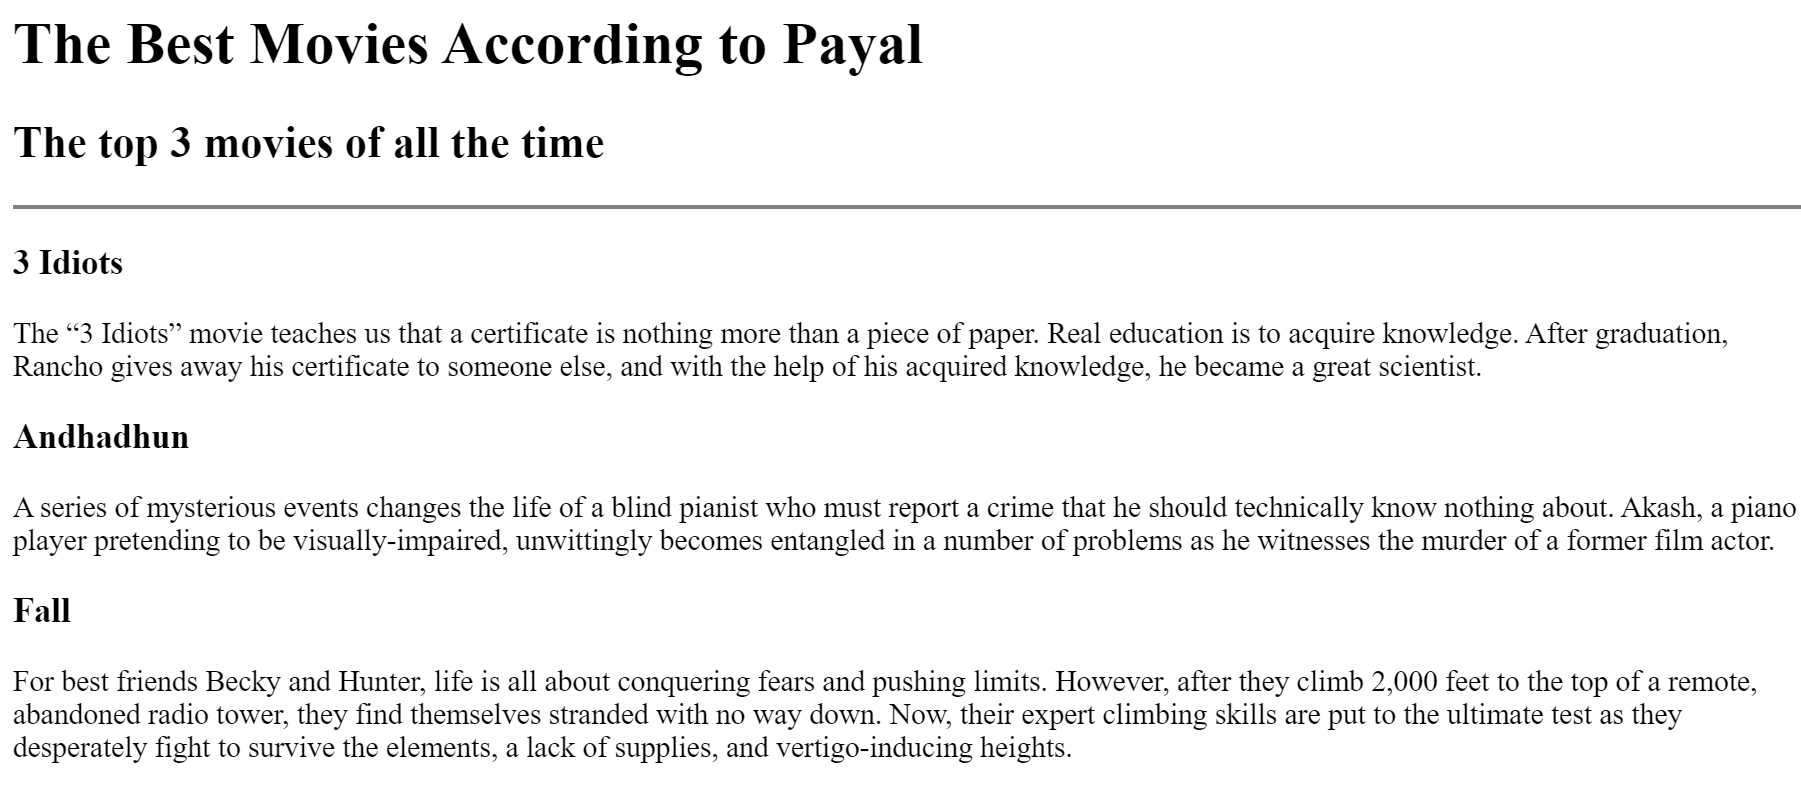 The Best Movies According to Payal
The top 3 movies of all the time
3 Idiots
The “3 Idiots” movie teaches us that a certificate is nothing more than a piece of paper. Real education is to acquire knowledge. After graduation,
Rancho gives away his certificate to someone else, and with the help of his acquired knowledge, he became a great scientist.
Andhadhun
A series of mysterious events changes the life of a blind pianist who must report a crime that he should technically know nothing about. Akash, a piano
player pretending to be visually-impaired, unwittingly becomes entangled in a number of problems as he witnesses the murder of a former film actor.
Fall
For best friends Becky and Hunter, life is all about conquering fears and pushing limits. However, after they climb 2,000 feet to the top of a remote,
abandoned radio tower, they find themselves stranded with no way down. Now, their expert climbing skills are put to the ultimate test as they
desperately fight to survive the elements, a lack of supplies, and vertigo-inducing heights.